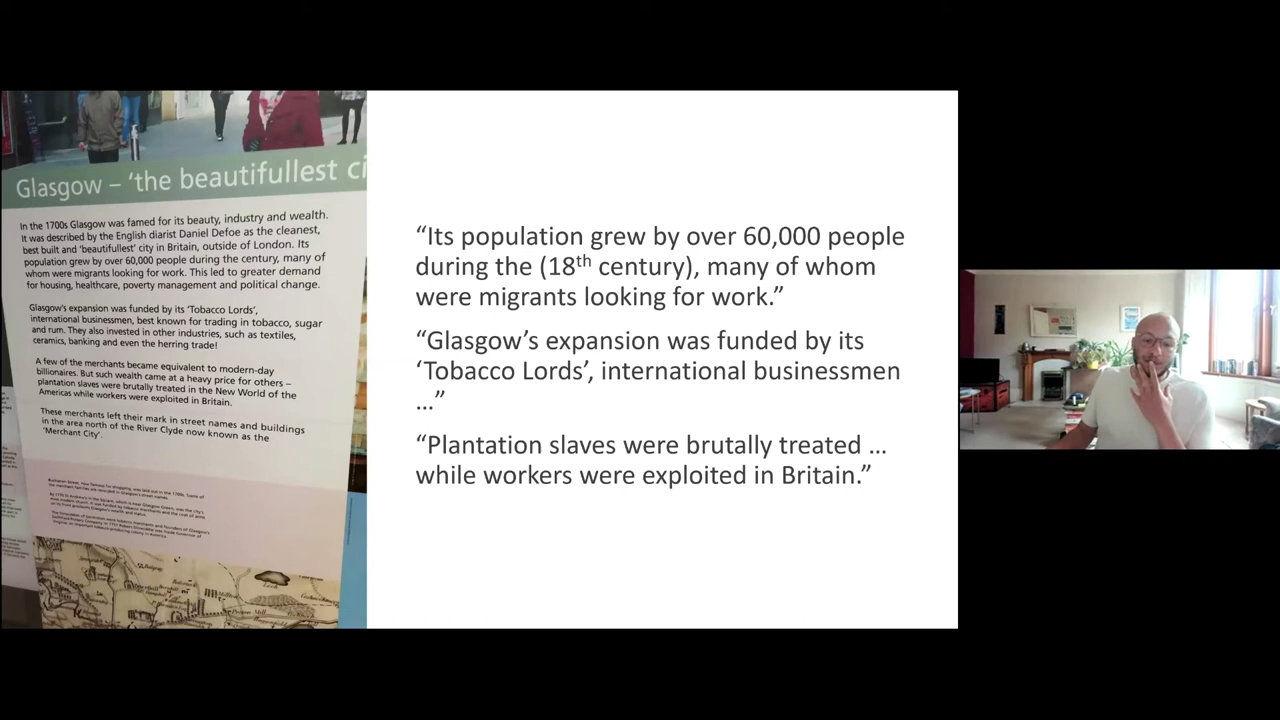 Glasgow – ‘the beautifullest ci
In the 1700s Glasgow was famed for its beauty, industry and wealth.
It was described by the English diarist Daniel Defoe as the cleanest,
best built and ‘beautifullest’ city in Britain, outside of London. Its
population grew by over 60,000 people during the century, many of
whom were migrants looking for work. This led to greater demand
for housing, healthcare, poverty management and political change.
Glasgow’s expansion was funded by its ‘Tobacco Lords’,
international businessmen, best known for trading in tobacco, sugar
and rum. They also invested in other industries, such as textiles,
ceramics, banking and even the herring trade!
A few of the merchants became equivalent to modern-day
billionaires. But such wealth came at a heavy price for others –
plantation slaves were brutally treated in the New World of the
Americas while workers were exploited in Britain.
These merchants left their mark in street names and buildings
in the area north of the River Clyde now known as the
‘Merchant City’.
“Its population grew by over 60,000 people
during the (18th century), many of whom
were migrants looking for work.”
“Glasgow’s expansion was funded by its
‘Tobacco Lords’, international businessmen
…”
“Plantation slaves were brutally treated …
while workers were exploited in Britain.”